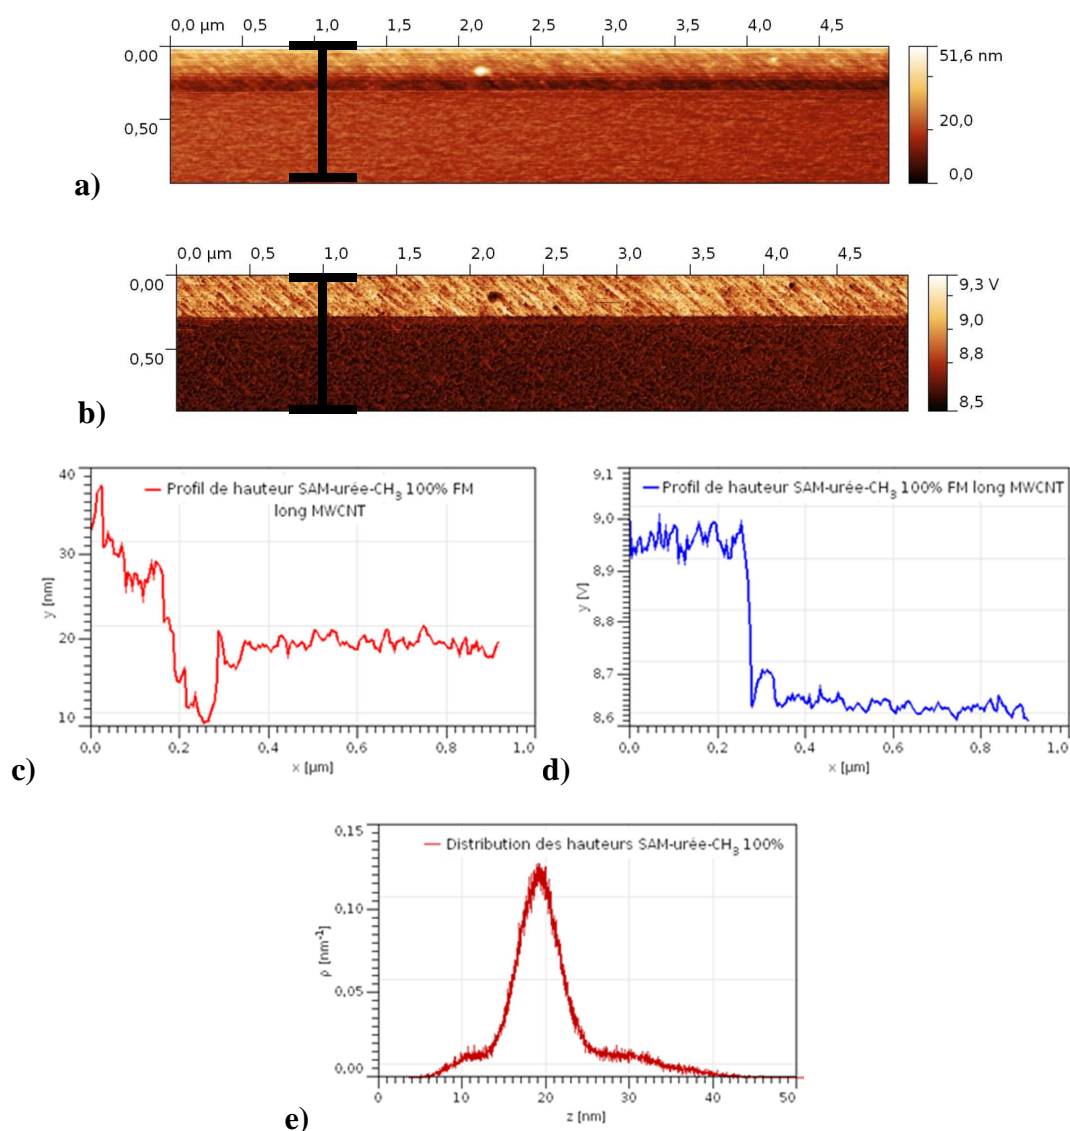 0,0 µm 0,5 1,0 1,5 2,0 2,5 3,0 3,5 4,0 4,5
0,00
0,50
51,6 nm
20,0
0,0
a)
0,0 µm 0,5 1,0 1,5 2,0 2,5 3,0 3,5 4,0 4,5
0,00
0,50
9,3 V
9,0
8,8
8,5
b)
40
30
20
10
y [nm]
Profil de hauteur SAM-urée-CH3 100% FM
long MWCNT
0.0 0.2 0.4 0.6 0.8 1.0
x [µm]
c)
9,1
9,0
8,9
8,8
8,7
8,6
y [V]
Profil de hauteur SAM-urée-CH3 100% FM long MWCNT
0,0 0,2 0,4 0,6 0,8 1,0
x [µm]
d)
0,15
0,10
0,05
0,00
ρ [nm-1]
Distribution des hauteurs SAM-urée-CH3 100%
0 10 20 30 40 50
z [nm]
e)